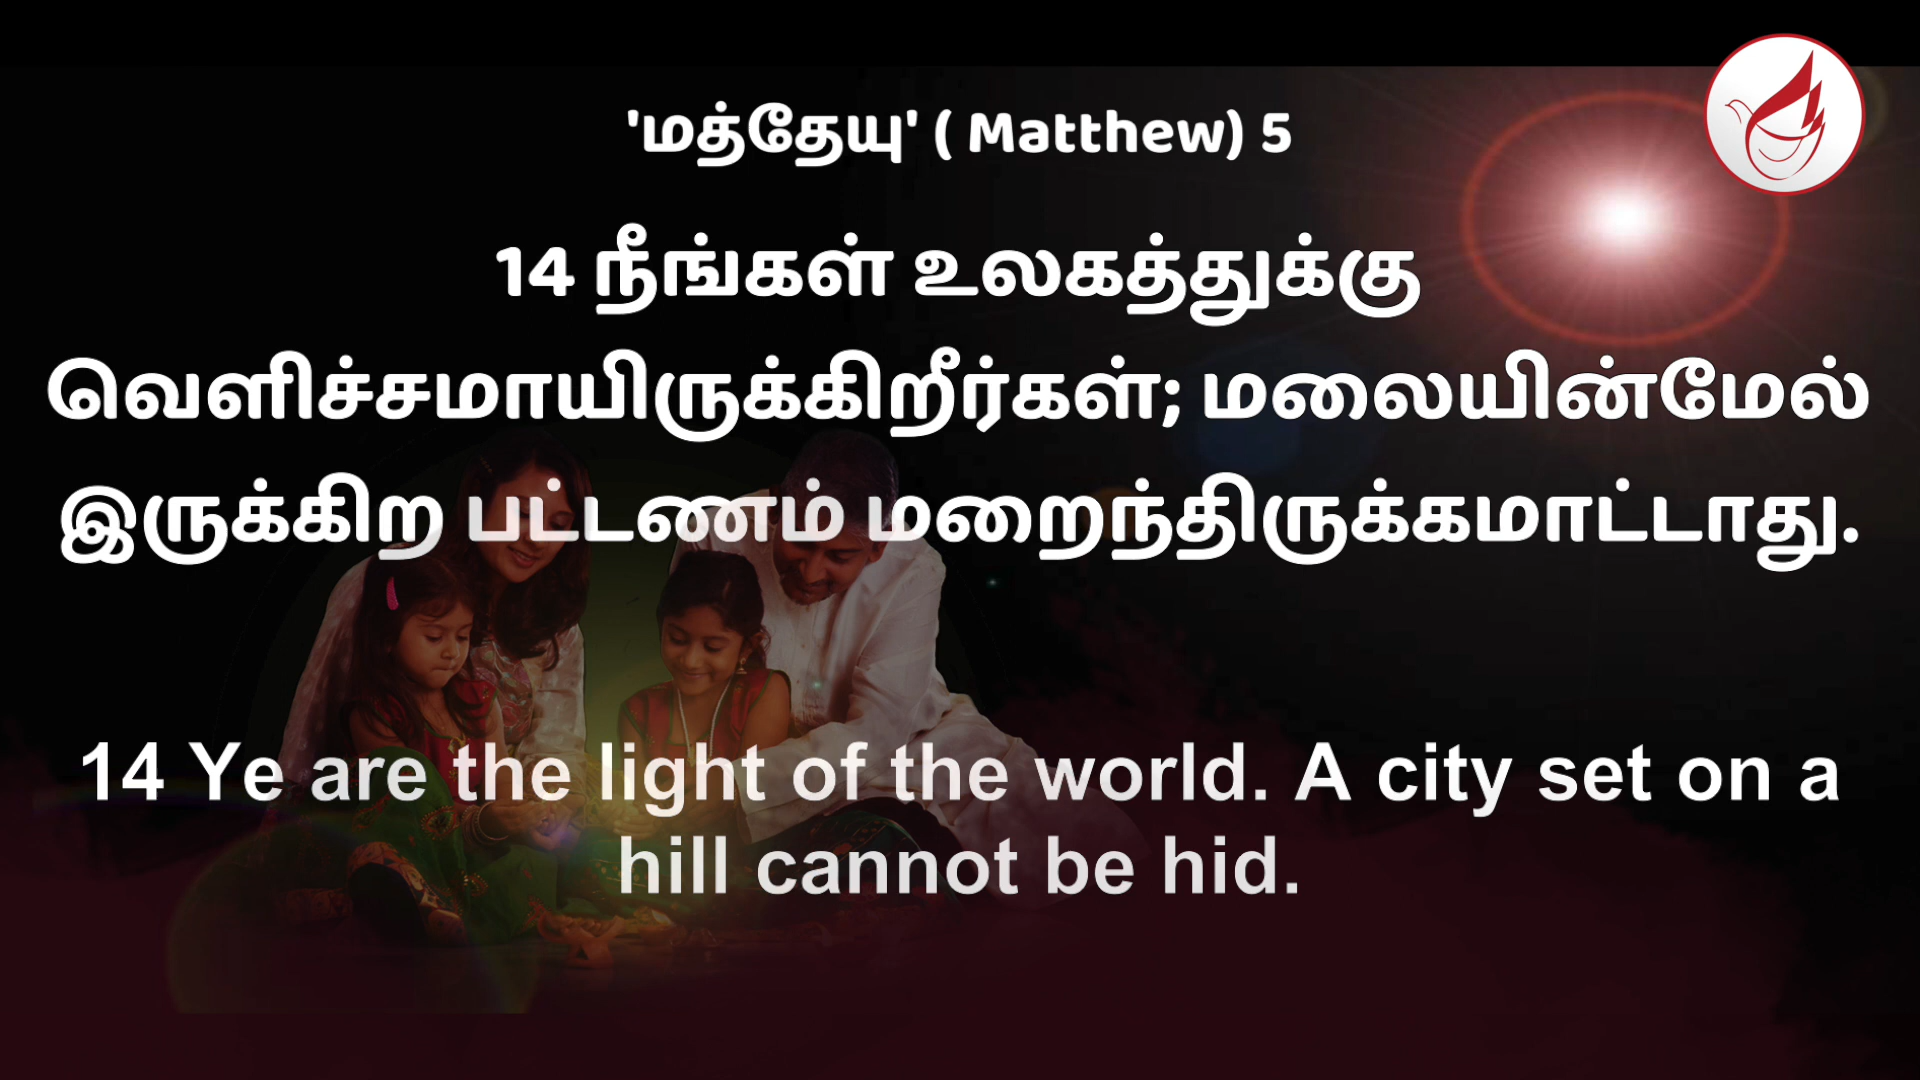 'மத்தேயு' ( Matthew) 5
14 நீங்கள் உலகத்துக்கு
வெளிச்சமாயிருக்கிறீர்கள்; மலையின்மேல்
இருக்கிற பட்டணம் மறைந்திருக்கமாட்டாது.
14 Ye are the light of the world. A city set on a
hill cannot be hid.